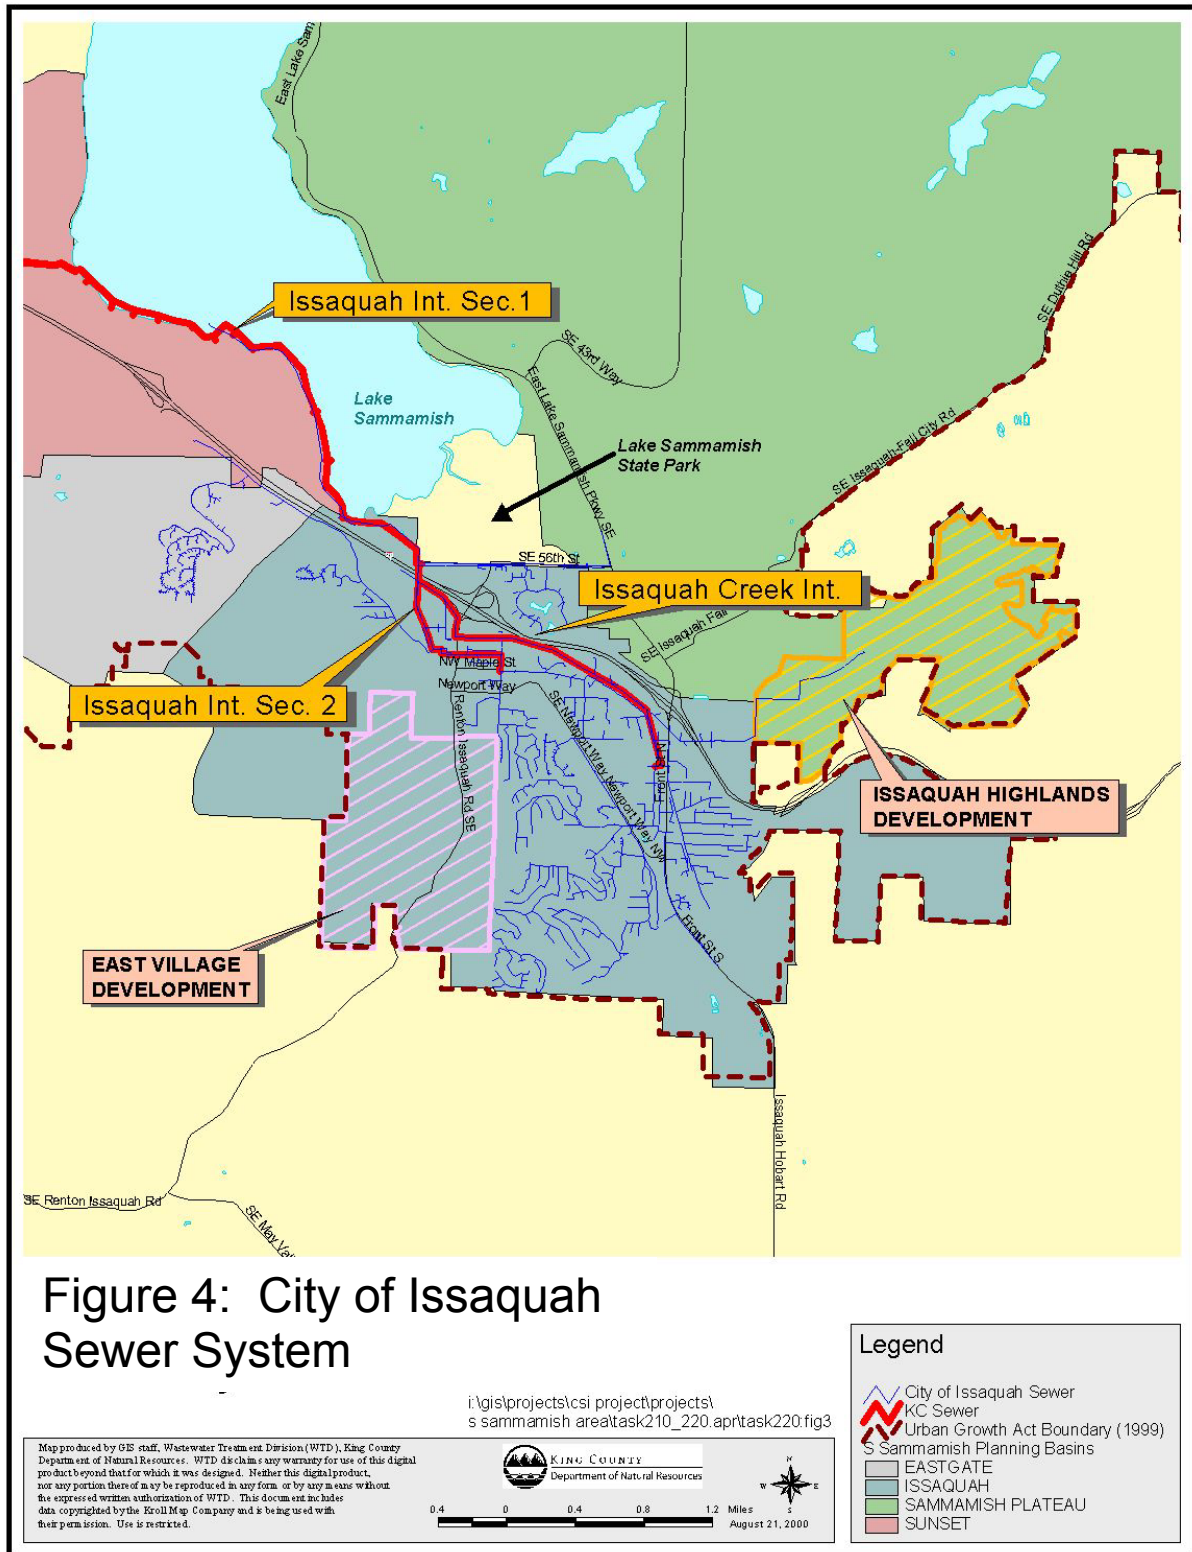 East Lake Sam
Issaquah Int. Sec.1
SE Duthie Hill Rd
SE 43rd Way
Lake
Sammamish
East Lake Sammamish Pkwy SE
Lake Sammamish
State Park
SE Issaquah-Fall City Rd
SE 56th St
Issaquah Creek Int.
SE Issaquah Fall
NW Maple St
Newport Way
Issaquah Int. Sec. 2
Renton Issaquah Rd SE
SE Newport Way Newport Way NW
Front St N
ISSAQUAH HIGHLANDS
DEVELOPMENT
Front St S
EAST VILLAGE
DEVELOPMENT
Issaquah Hobart Rd
SE Renton Issaquah Rd
SE May Val
Figure 4: City of Issaquah
Sewer System
i:\gis\projects\csi project\projects\
s sammamish area\task210_220.apr\task220.fig3
Legend
City of Issaquah Sewer
KC Sewer
Urban Growth Act Boundary (1999)
S Sammamish Planning Basins
EASTGATE
ISSAQUAH
SAMMAMISH PLATEAU
SUNSET
Map produced by GIS staff, Wastewater Treatment Division (WTD), King County
Department of Natural Resources. WTD disclaims any warranty for use of this digital
product beyond that for which it was designed. Neither this digital product,
nor any portion thereof may be reproduced in any form or by any means without
the expressed written authorization of WTD. This document includes
data copyrighted by the Kroll Map Company and is being used with
their permission. Use is restricted.
KING COUNTY
Department of Natural Resources
N
W E
S
0.4 0 0.4 0.8 1.2 Miles
August 21, 2000